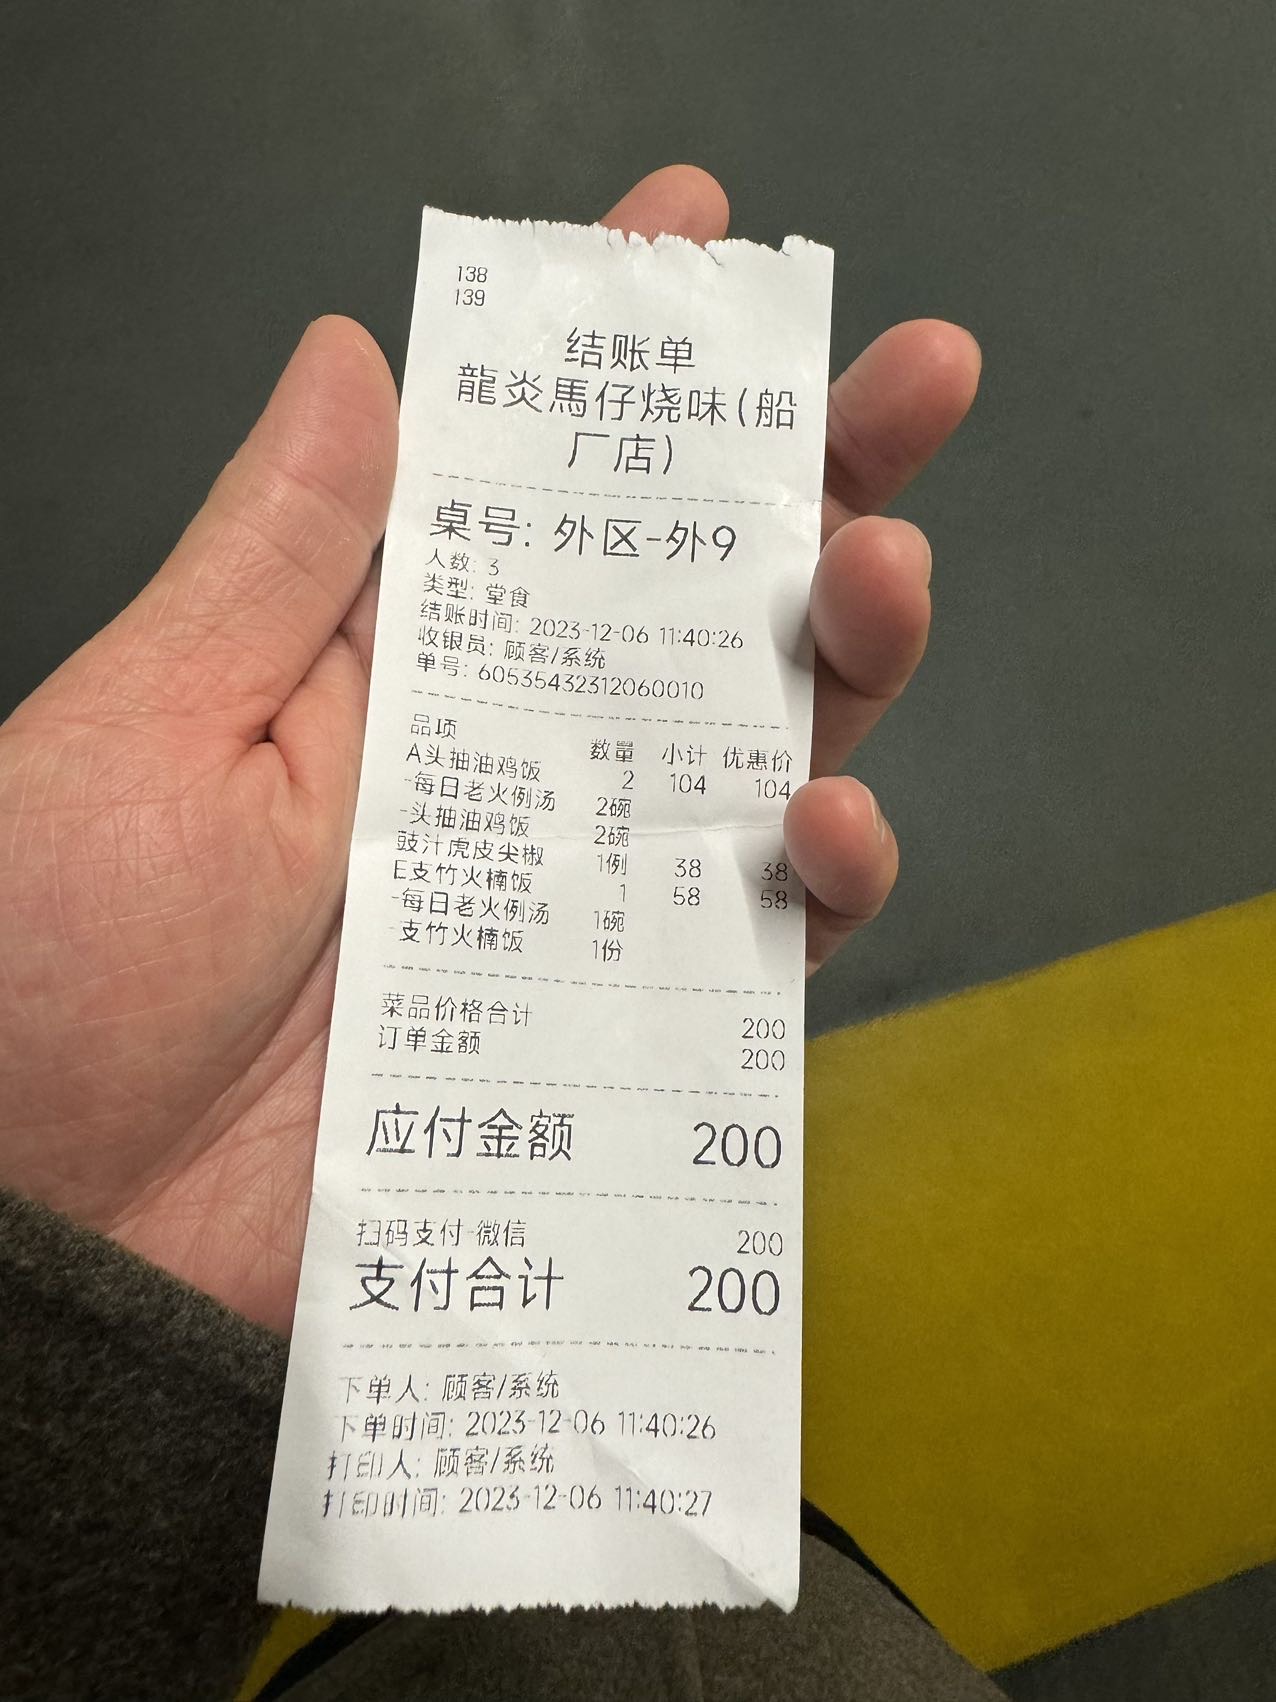 138
139
结账单
龍炎馬仔烧味(船
厂店)
桌号: 外区-外9
人数: 3
类型: 堂食
结账时间: 2023-12-06 11:40:26
收银员: 顾客/系统
单号: 60535432312060010
品项 数量 小计 优惠价
A头抽油鸡饭 2 104 104
-每日老火例汤 2碗
-头抽油鸡饭 2碗
豉汁虎皮尖椒 1例 38 38
E支竹火楠饭 1 58 58
-每日老火例汤 1碗
-支竹火楠饭 1份
菜品价格合计 200
订单金额 200
应付金额 200
扫码支付-微信 200
支付合计 200
下单人: 顾客/系统
下单时间: 2023-12-06 11:40:26
打印人: 顾客/系统
打印时间: 2023-12-06 11:40:27